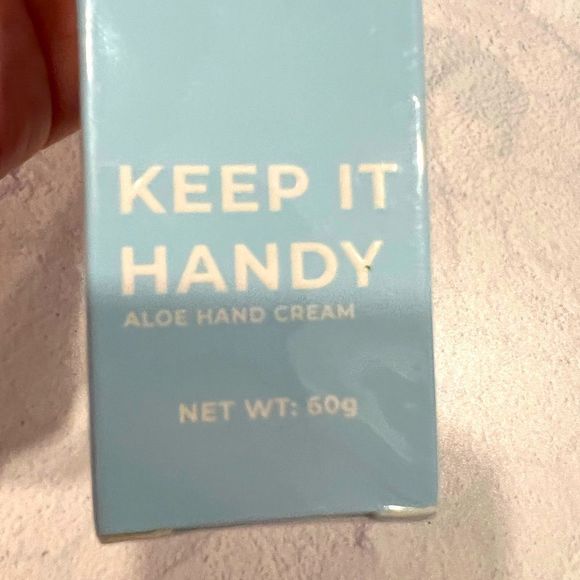 KEEP IT
HANDY
ALOE HAND CREAM
NET WT: 60g